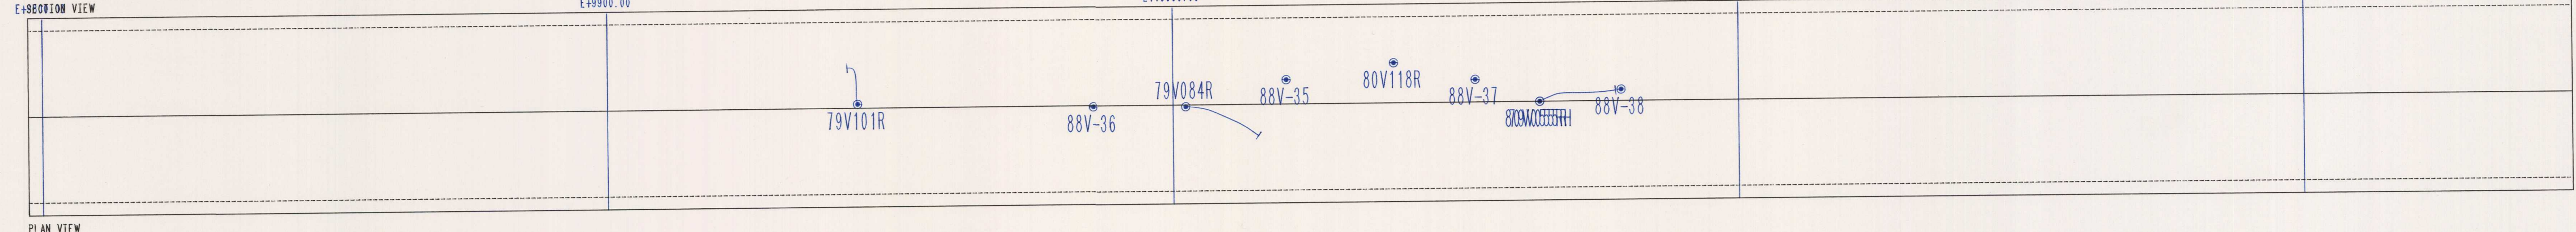 SECTION VIEW
E+9900.00
79V101R
88V-36
79V084R
88V-35
80V118R
88V-37
88V-38
PLAN VIEW